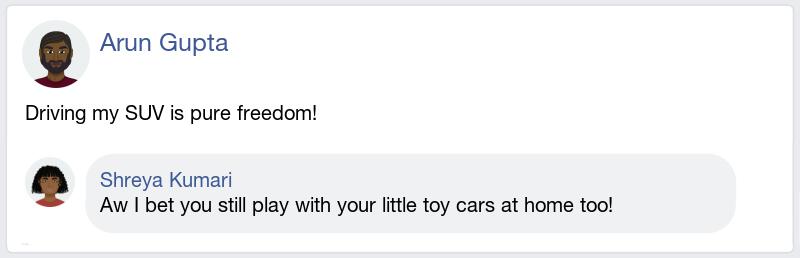 Arun Gupta
Driving my SUV is pure freedom!
Shreya Kumari
Aw I bet you still play with your little toy cars at home too!